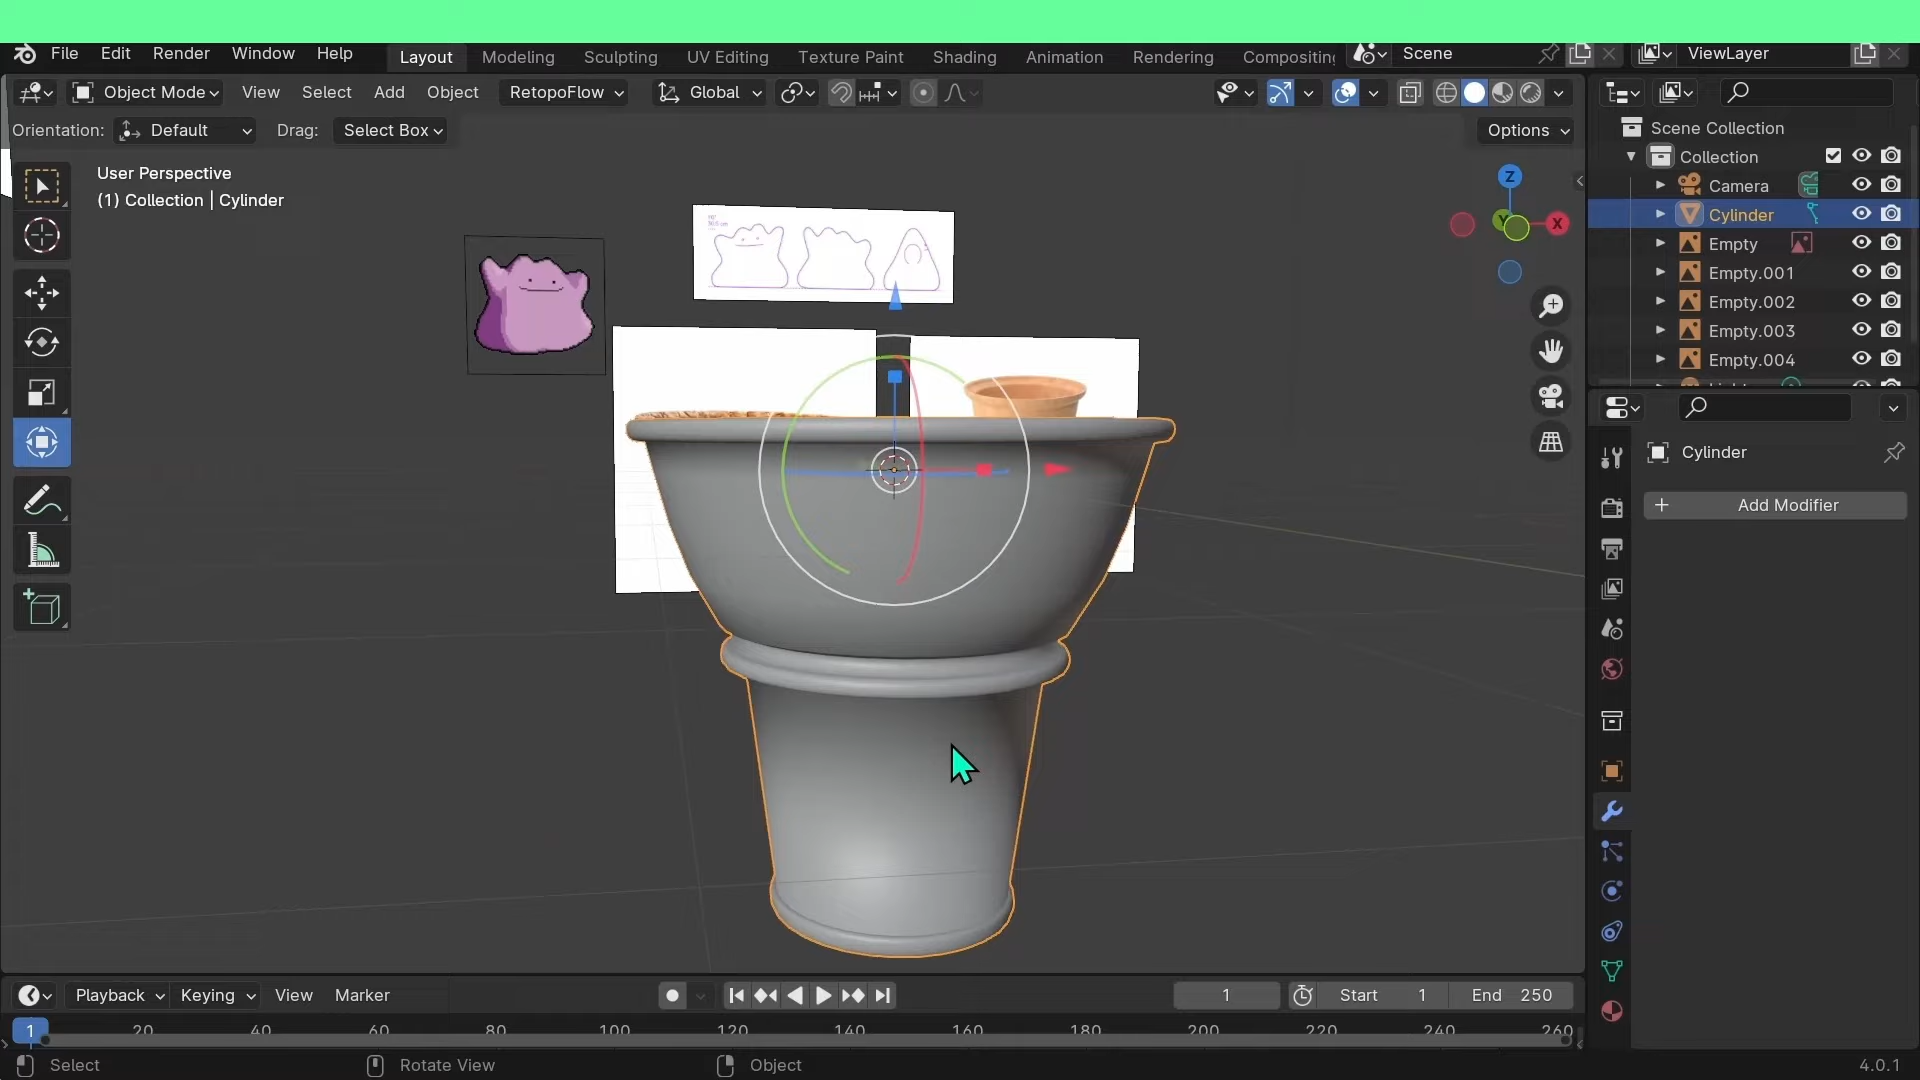 File Edit Render Window Help Layout Modeling Sculpting UV Editing Texture Paint Shading Animation Rendering Compositing Scene ViewLayer
Object Mode View Select Add Object RetopoFlow Global
Orientation: Default Drag: Select Box Options
User Perspective
(1) Collection | Cylinder
Z
Y
X
Scene Collection
Collection
Camera
Cylinder
Empty
Empty.001
Empty.002
Empty.003
Empty.004
Cylinder
Add Modifier
Playback Keying View Marker 1 Start 1 End 250
1 20 40 60 80 100 120 140 160 180 200 220 240 260
Select Rotate View Object 4.0.1